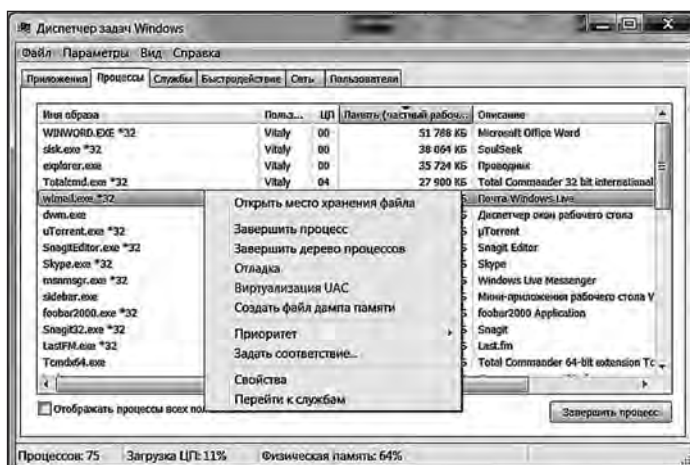 Диспетчер задач Windows
Файл Параметры Вид Справка
Приложения Процессы Службы Быстродействие Сеть Пользователи
Имя образа Польз... ЦП Память (частный рабоч... Описание
WINWORD.EXE *32 Vitaly 00 51 768 КБ Microsoft Office Word
slsk.exe *32 Vitaly 00 38 064 КБ SoulSeek
explorer.exe Vitaly 00 35 724 КБ Проводник
Totalcmd.exe *32 Vitaly 04 27 900 КБ Total Commander 32 bit international
wlmail.exe *32 Почта Windows Live
dwm.exe Диспетчер окон рабочего стола
uTorrent.exe *32 µTorrent
SnagitEditor.exe *32 Snagit Editor
Skype.exe *32 Skype
msnmsgr.exe *32 Windows Live Messenger
sidebar.exe Мини-приложения рабочего стола V
foobar2000.exe *32 foobar2000 Application
Snagit32.exe *32 Snagit
LastFM.exe *32 Last.fm
Tcmdx64.exe Total Commander 64-bit extension Tc
Открыть место хранения файла
Завершить процесс
Завершить дерево процессов
Отладка
Виртуализация UAC
Создать файл дампа памяти
Приоритет
Задать соответствие...
Свойства
Перейти к службам
Отображать процессы всех пол
Завершить процесс
Процессов: 75 Загрузка ЦП: 11% Физическая память: 64%